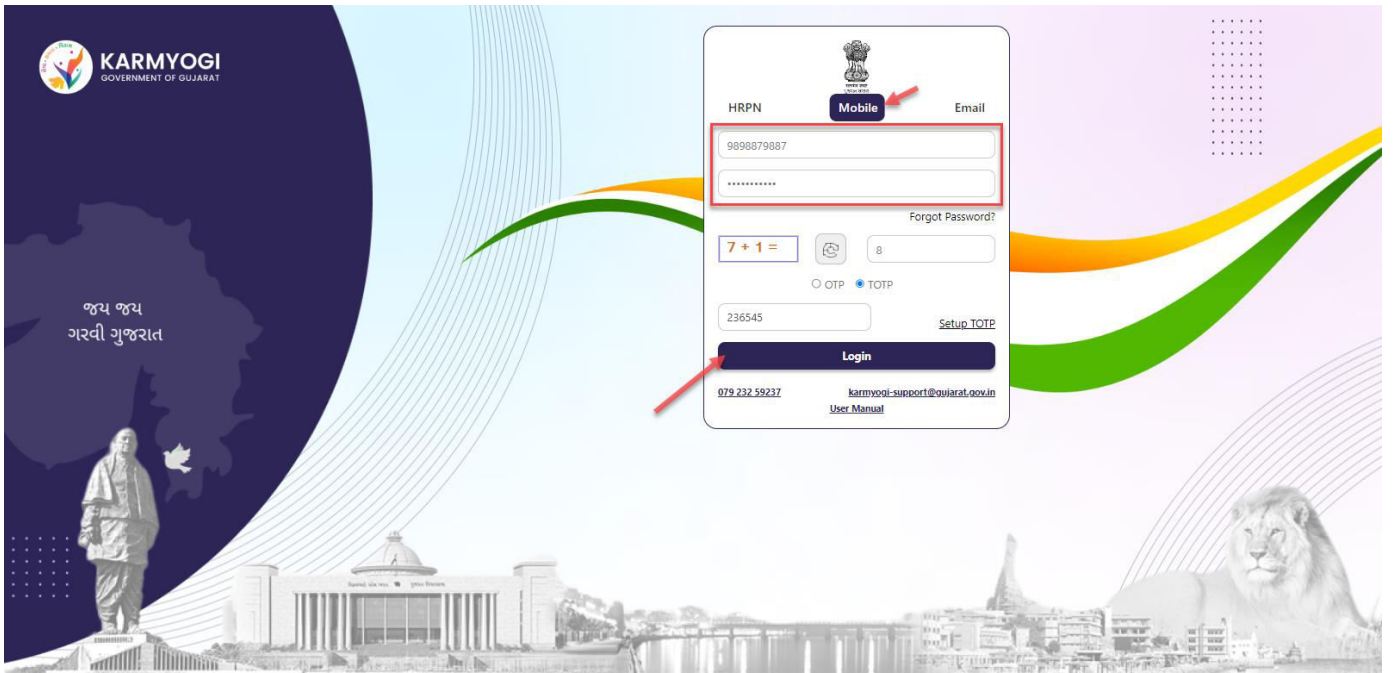 KARMYOGI
GOVERNMENT OF GUJARAT
જય જય
ગરવી ગુજરાત
HRPN
Mobile
Email
9898879887
•••••••••••
Forgot Password?
7 + 1 =
8
OTP
TOTP
236545
Setup TOTP
Login
079 232 59237
karmyogi-support@gujarat.gov.in
User Manual